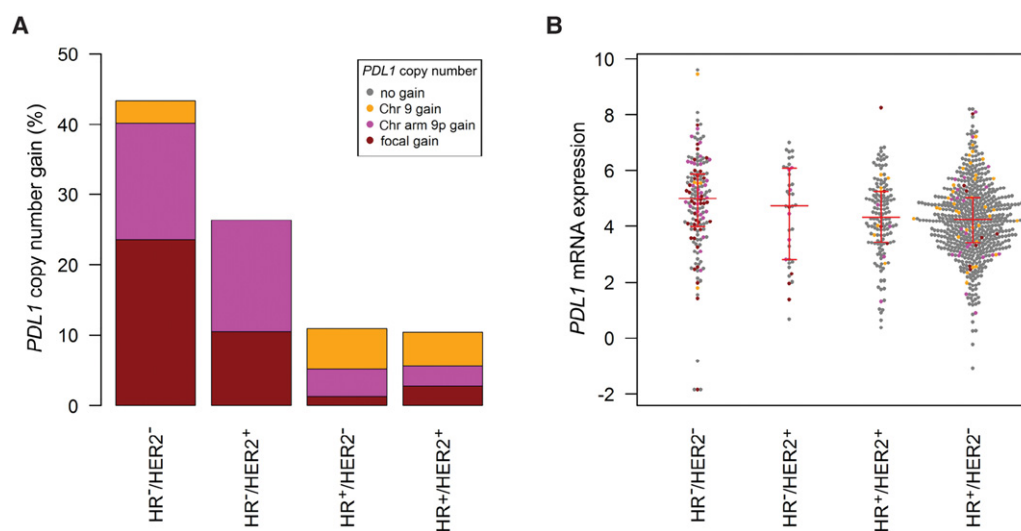 A
PDL1 copy number gain (%)
50
40
30
20
10
0
PDL1 copy number
no gain
Chr 9 gain
Chr arm 9p gain
focal gain
HR⁻/HER2⁻
HR⁻/HER2⁺
HR⁺/HER2⁻
HR+/HER2⁺
B
PDL1 mRNA expression
10
8
6
4
2
0
-2
HR⁻/HER2⁻
HR⁻/HER2⁺
HR⁺/HER2⁺
HR⁺/HER2⁻